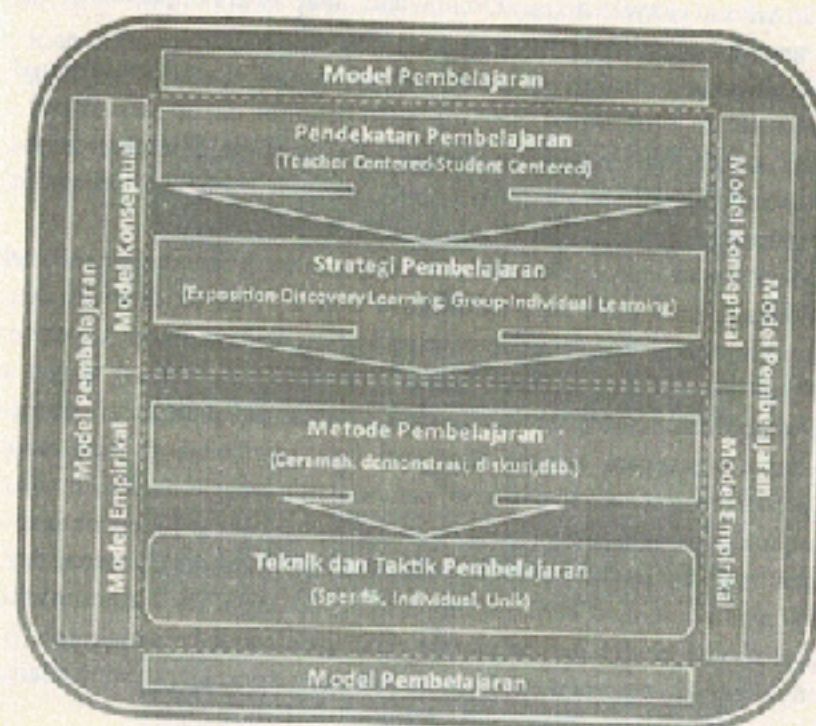 Model Pembelajaran
Model Pembelajaran
Model Konseptual
Model Empirikal
Pendekatan Pembelajaran
(Teacher Centered-Student Centered)
Strategi Pembelajaran
(Exposition-Discovery Learning, Group-Individual Learning)
Metode Pembelajaran
(Ceramah, demonstrasi, diskusi,dsb.)
Teknik dan Taktik Pembelajaran
(Spesifik, Individual, Unik)
Model Konseptual
Model Empirikal
Model Pembelajaran
Model Pembelajaran